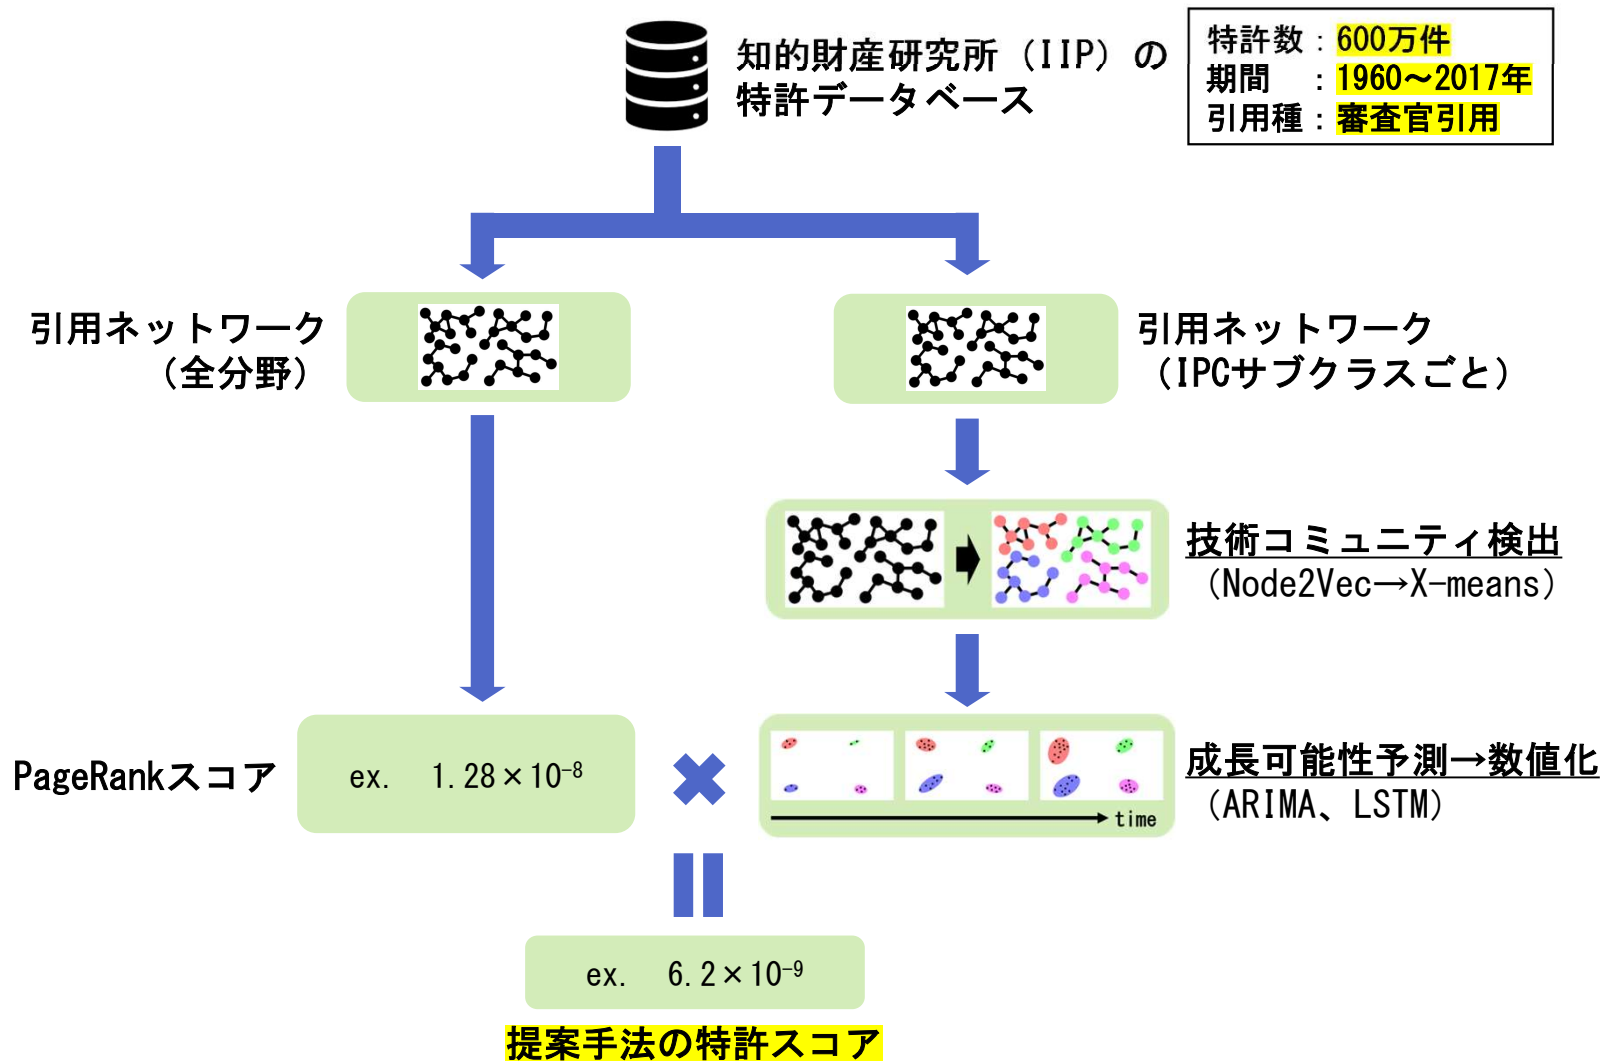 知的財産研究所（IIP）の
特許データベース
特許数：600万件
期間　：1960～2017年
引用種：審査官引用
引用ネットワーク
（全分野）
引用ネットワーク
（IPCサブクラスごと）
技術コミュニティ検出
（Node2Vec→X-means）
PageRankスコア
ex.　1.28×10⁻⁸
time
成長可能性予測→数値化
（ARIMA、LSTM）
ex.　6.2×10⁻⁹
提案手法の特許スコア